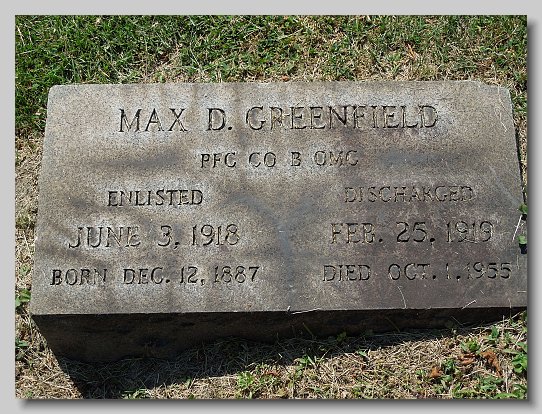 MAX D. GREENFIELD
PFC CO B QMC
ENLISTED DISCHARGED
JUNE 3, 1918 FEB. 25, 1919
BORN DEC. 12, 1887 DIED OCT. 1, 1955